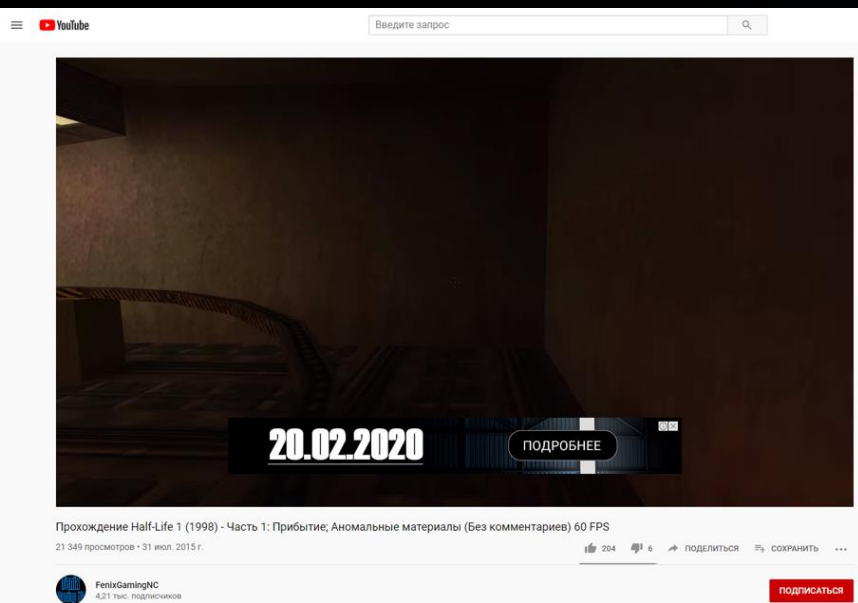 YouTube
Введите запрос
20.02.2020
ПОДРОБНЕЕ
Прохождение Half-Life 1 (1998) - Часть 1: Прибытие; Аномальные материалы (Без комментариев) 60 FPS
21 349 просмотров • 31 июл. 2015 г.
204 6 ПОДЕЛИТЬСЯ СОХРАНИТЬ
FenixGamingNC
4,21 тыс. подписчиков
ПОДПИСАТЬСЯ